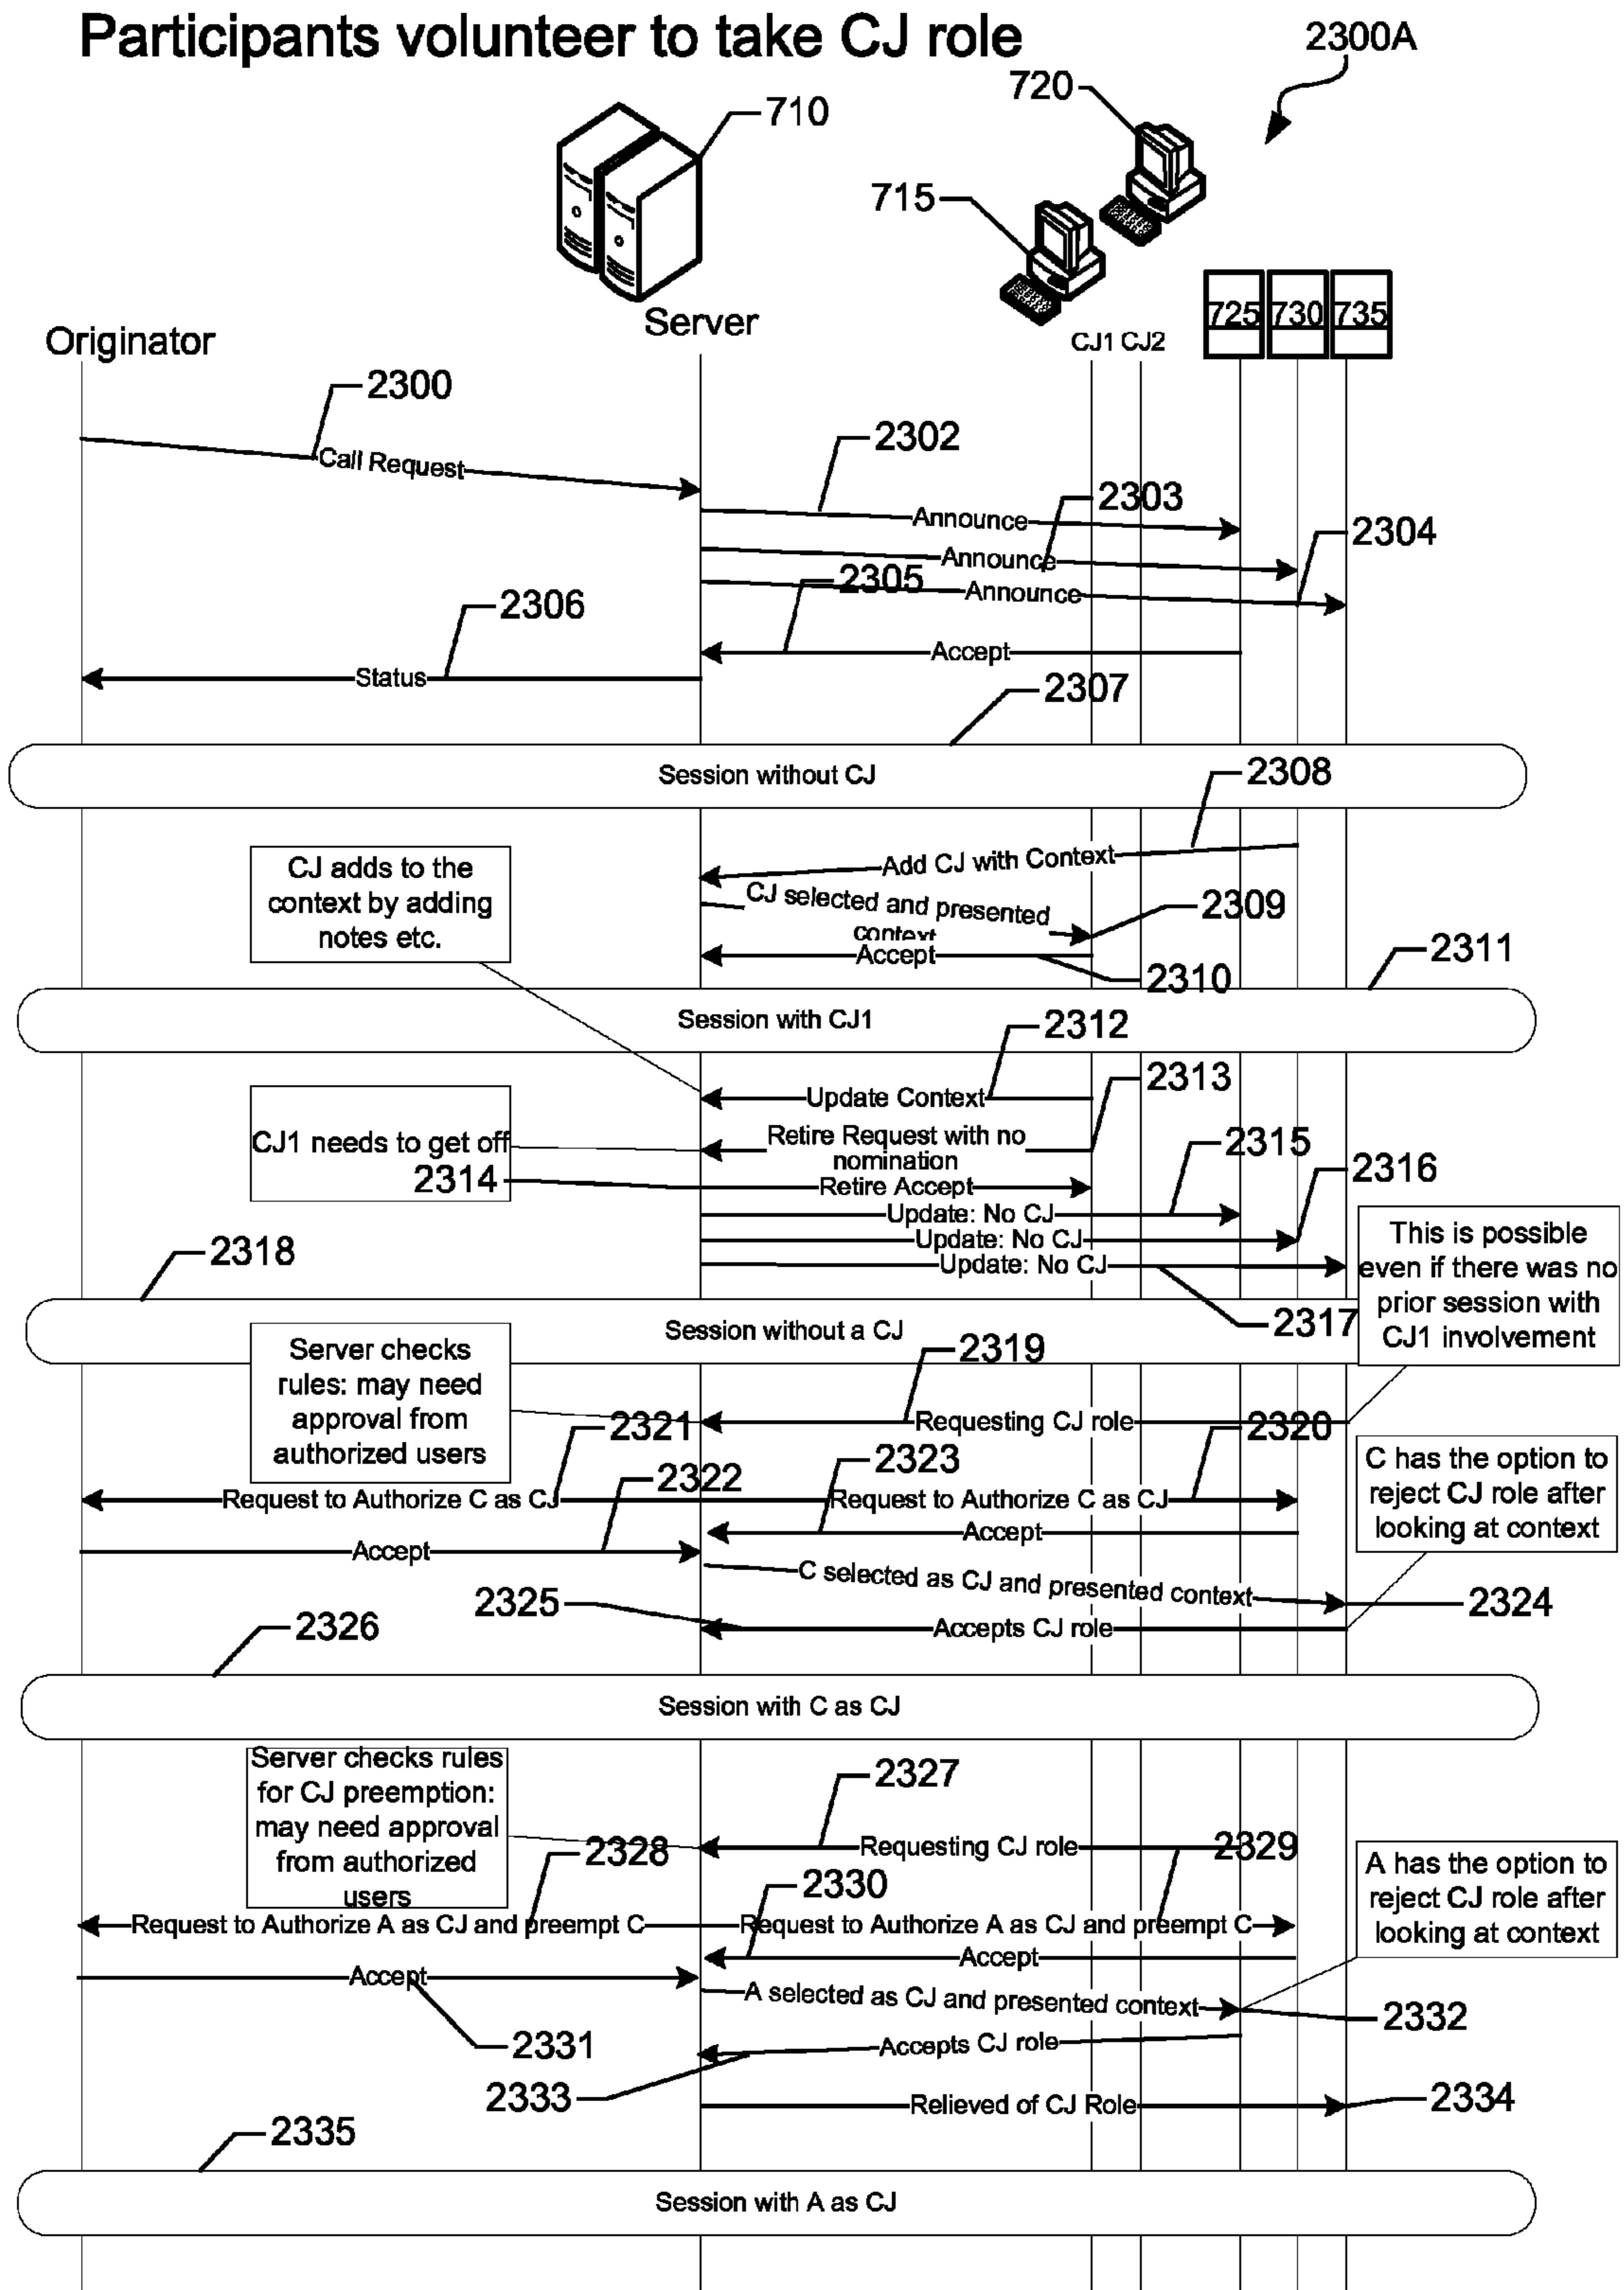 Participants volunteer to take CJ role
2300A
720
710
715
725 730 735
Server
Originator
CJ1 CJ2
2300
2302
Call Request
2303
Announce
2304
Announce
2305
Announce
2306
Accept
Status
2307
Session without CJ
2308
CJ adds to the
context by adding
notes etc.
Add CJ with Context
CJ selected and presented
context
2309
Accept
2310
2311
Session with CJ1
2312
2313
Update Context
CJ1 needs to get off
Retire Request with no
nomination
2315
2314
Retire Accept
2316
Update: No CJ
Update: No CJ
Update: No CJ
2318
This is possible
even if there was no
prior session with
CJ1 involvement
2317
Session without a CJ
Server checks
rules: may need
approval from
authorized users
2319
Requesting CJ role
2321
2320
2322
2323
C has the option to
reject CJ role after
looking at context
Request to Authorize C as CJ
Request to Authorize C as CJ
Accept
Accept
C selected as CJ and presented context
2325
2324
2326
Accepts CJ role
Session with C as CJ
Server checks rules
for CJ preemption:
may need approval
from authorized
users
2327
Requesting CJ role
2328
2329
2330
A has the option to
reject CJ role after
looking at context
Request to Authorize A as CJ and preempt C
Request to Authorize A as CJ and preempt C
Accept
Accept
A selected as CJ and presented context
2332
2331
Accepts CJ role
2333
Relieved of CJ Role
2334
2335
Session with A as CJ